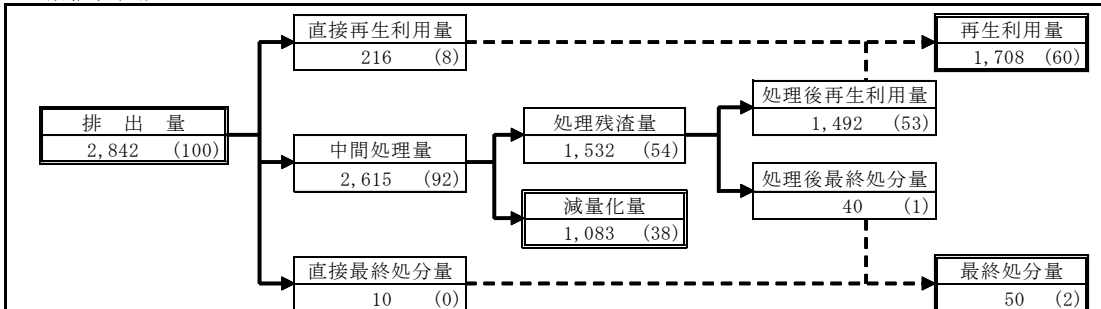 直接再生利用量
216 (8)
再生利用量
1,708 (60)
処理後再生利用量
1,492 (53)
排 出 量
2,842 (100)
処理残渣量
1,532 (54)
中間処理量
2,615 (92)
処理後最終処分量
40 (1)
減量化量
1,083 (38)
直接最終処分量
10 (0)
最終処分量
50 (2)